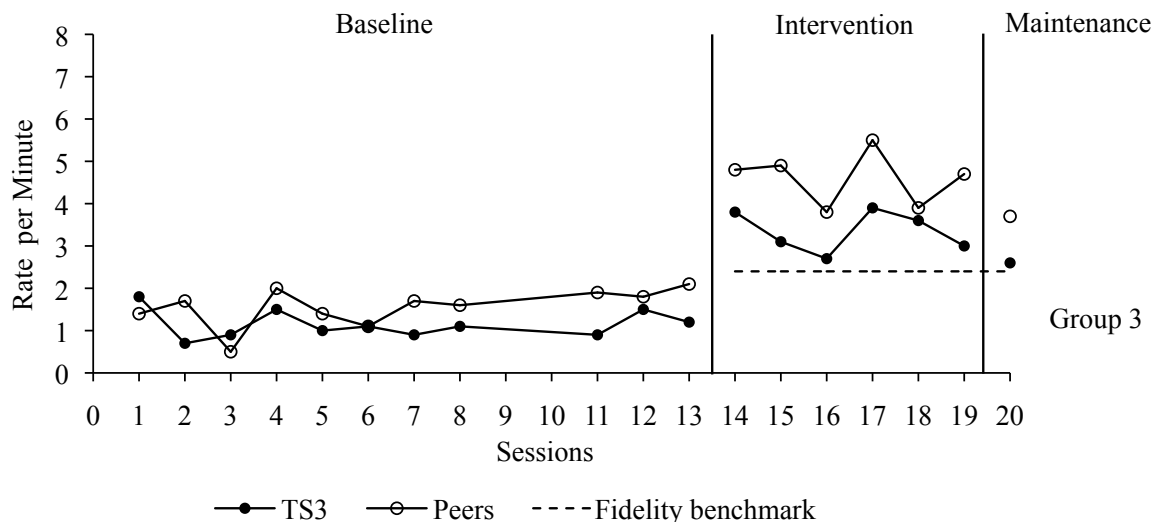 Baseline Intervention Maintenance
8
7
6
5
4
3
2
1
0
Rate per Minute
Group 3
0 1 2 3 4 5 6 7 8 9 10 11 12 13 14 15 16 17 18 19 20
Sessions
TS3 Peers Fidelity benchmark